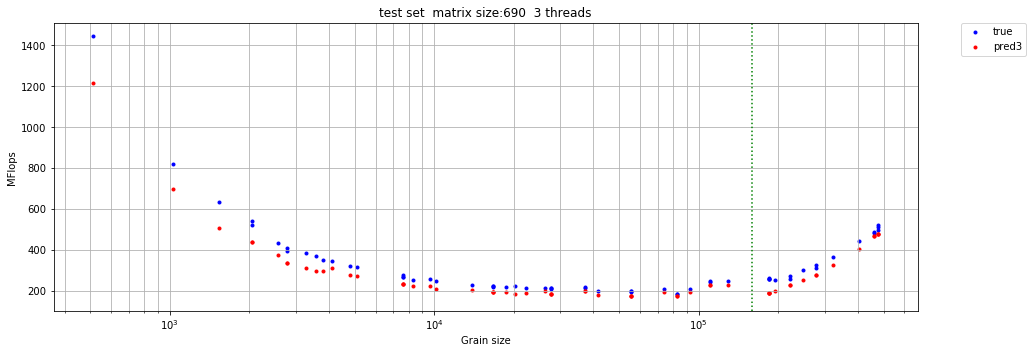 test set  matrix size:690  3 threads
true
pred3
MFlops
1400
1200
1000
800
600
400
200
10³
10⁴
10⁵
Grain size